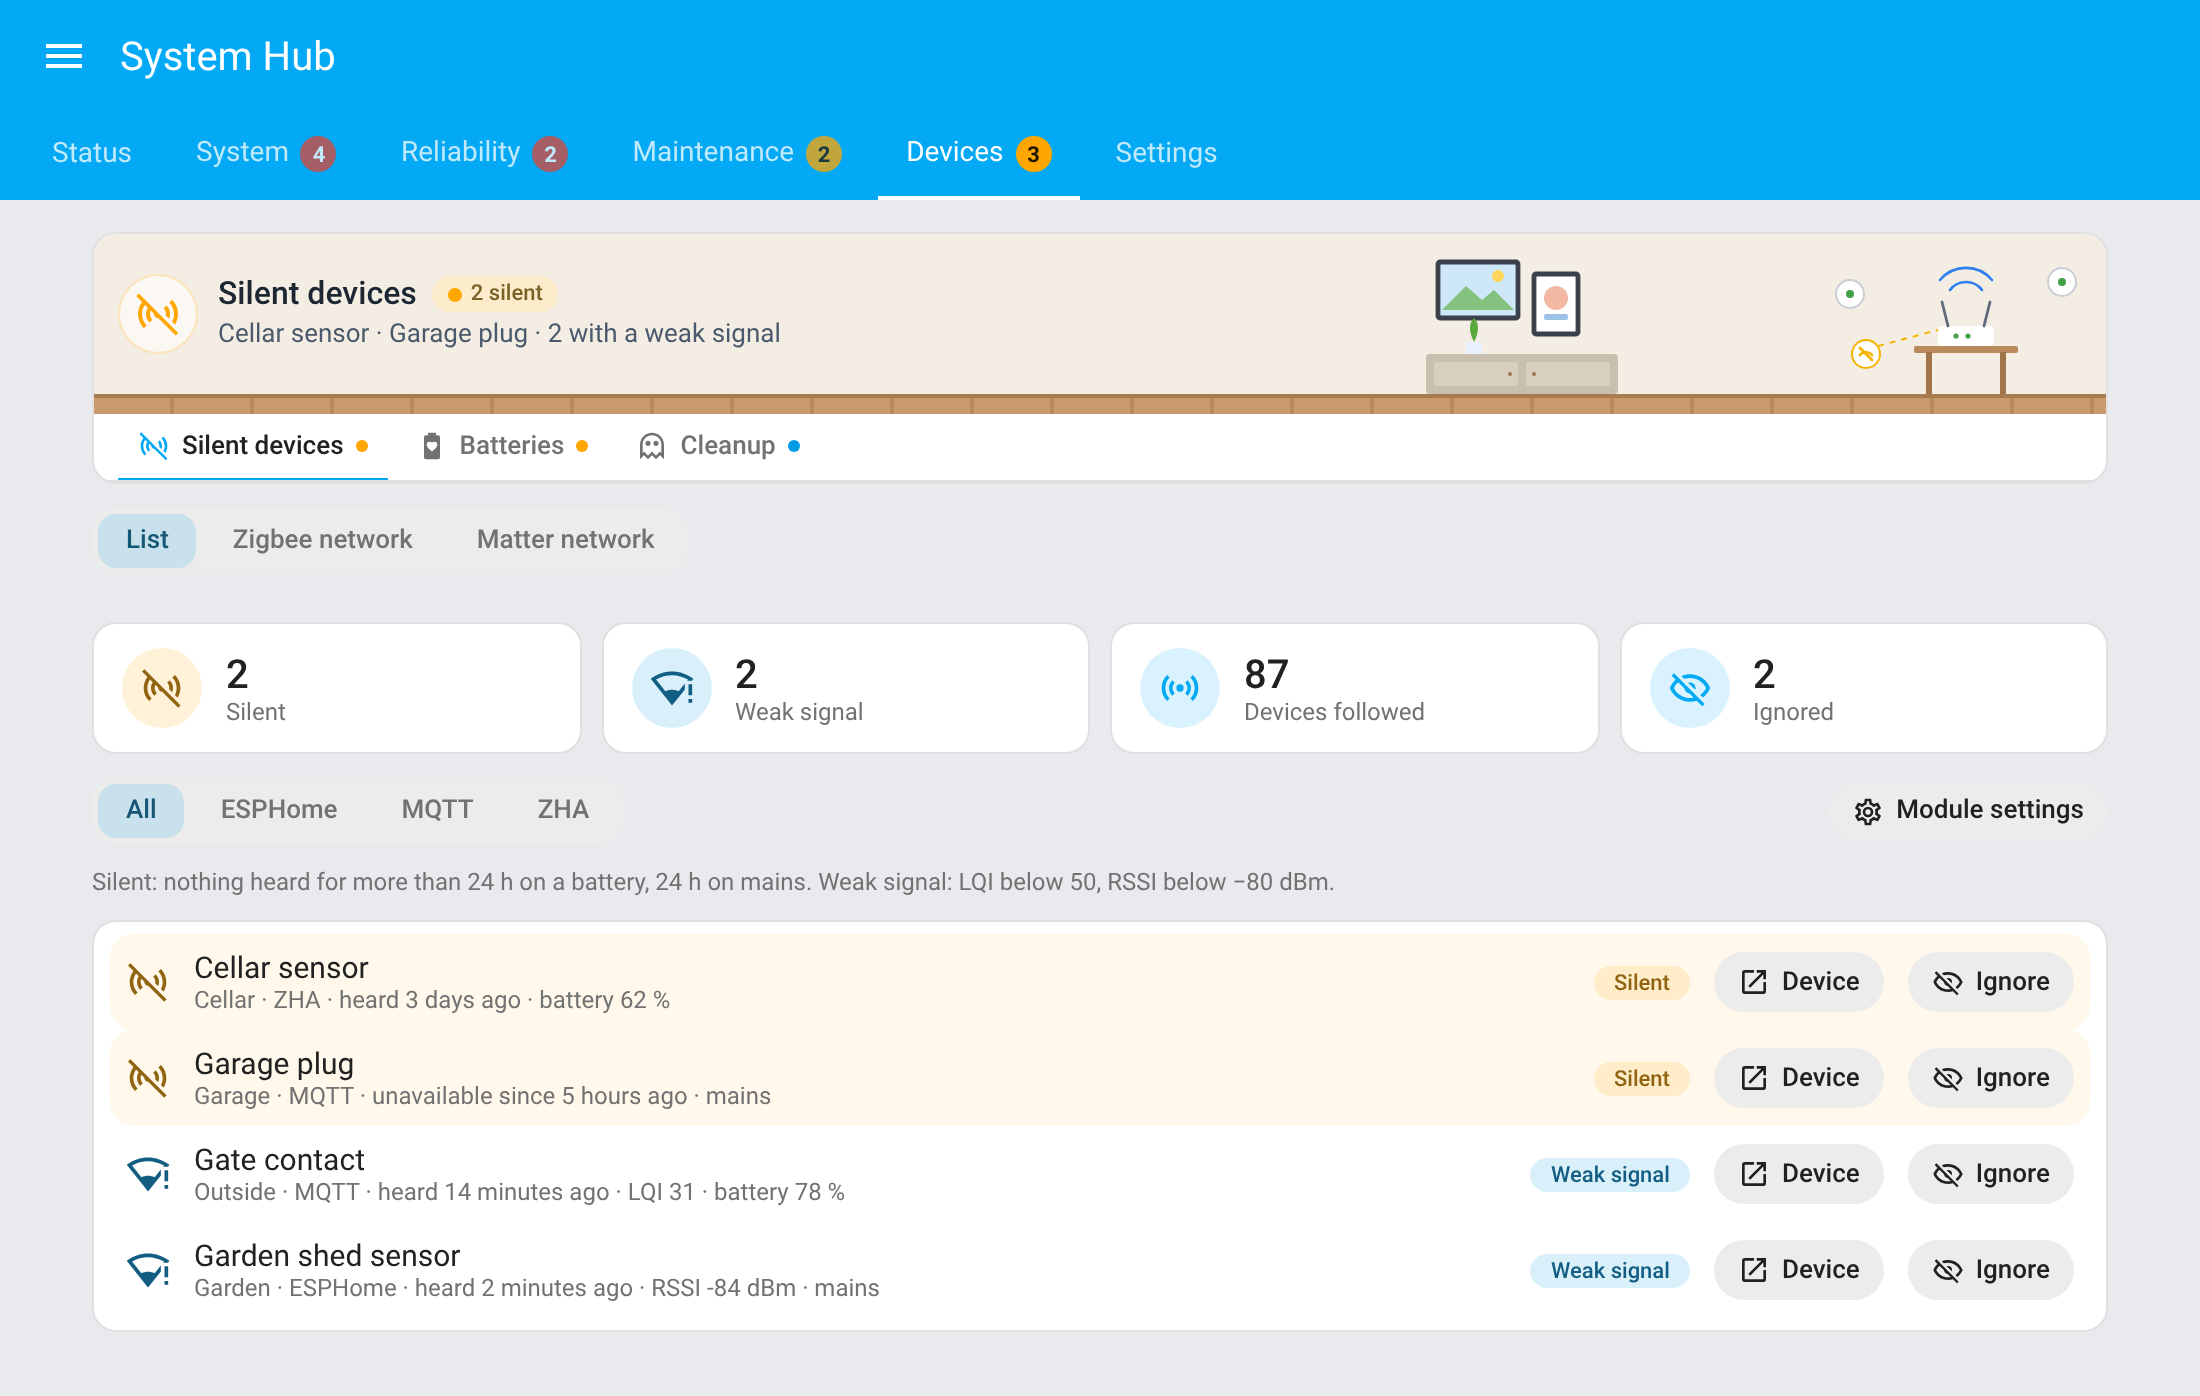 System Hub
Status
System 4
Reliability 2
Maintenance 2
Devices 3
Settings
Silent devices
2 silent
Cellar sensor · Garage plug · 2 with a weak signal
Silent devices
Batteries
Cleanup
List
Zigbee network
Matter network
2
Silent
2
Weak signal
87
Devices followed
2
Ignored
All
ESPHome
MQTT
ZHA
Module settings
Silent: nothing heard for more than 24 h on a battery, 24 h on mains. Weak signal: LQI below 50, RSSI below −80 dBm.
Cellar sensor
Cellar · ZHA · heard 3 days ago · battery 62 %
Silent
Device
Ignore
Garage plug
Garage · MQTT · unavailable since 5 hours ago · mains
Silent
Device
Ignore
Gate contact
Outside · MQTT · heard 14 minutes ago · LQI 31 · battery 78 %
Weak signal
Device
Ignore
Garden shed sensor
Garden · ESPHome · heard 2 minutes ago · RSSI -84 dBm · mains
Weak signal
Device
Ignore